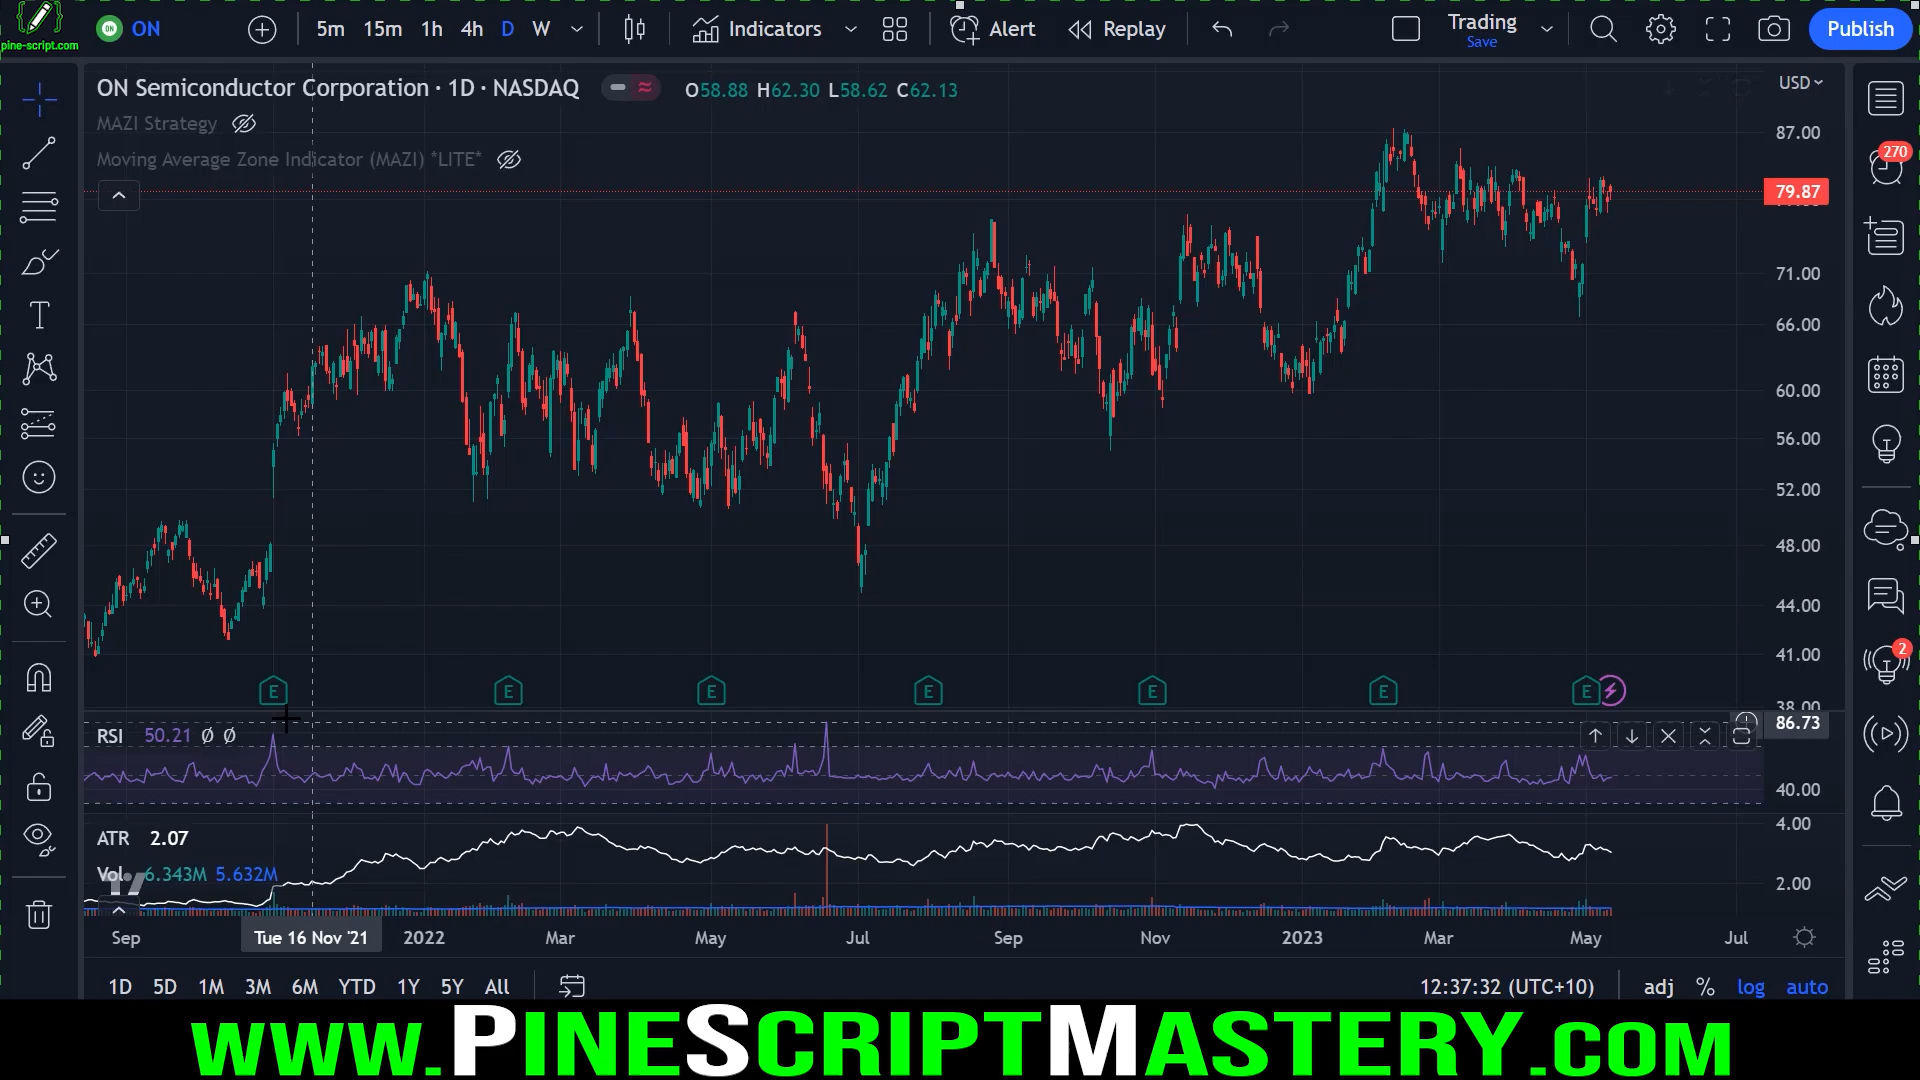 pine-script.com
ON ON 5m 15m 1h 4h D W Indicators Alert Replay Trading Save Publish
ON Semiconductor Corporation · 1D · NASDAQ O58.88 H62.30 L58.62 C62.13 USD
MAZI Strategy
Moving Average Zone Indicator (MAZI) *LITE*
87.00
270
79.87
71.00
66.00
60.00
56.00
52.00
48.00
44.00
41.00
38.00
E E E E E E E
2
86.73
RSI 50.21 Ø Ø
40.00
ATR 2.07
4.00
Vol 6.343M 5.632M
2.00
Sep Tue 16 Nov '21 2022 Mar May Jul Sep Nov 2023 Mar May Jul
1D 5D 1M 3M 6M YTD 1Y 5Y All 12:37:32 (UTC+10) adj % log auto
www.PineScriptMastery.com